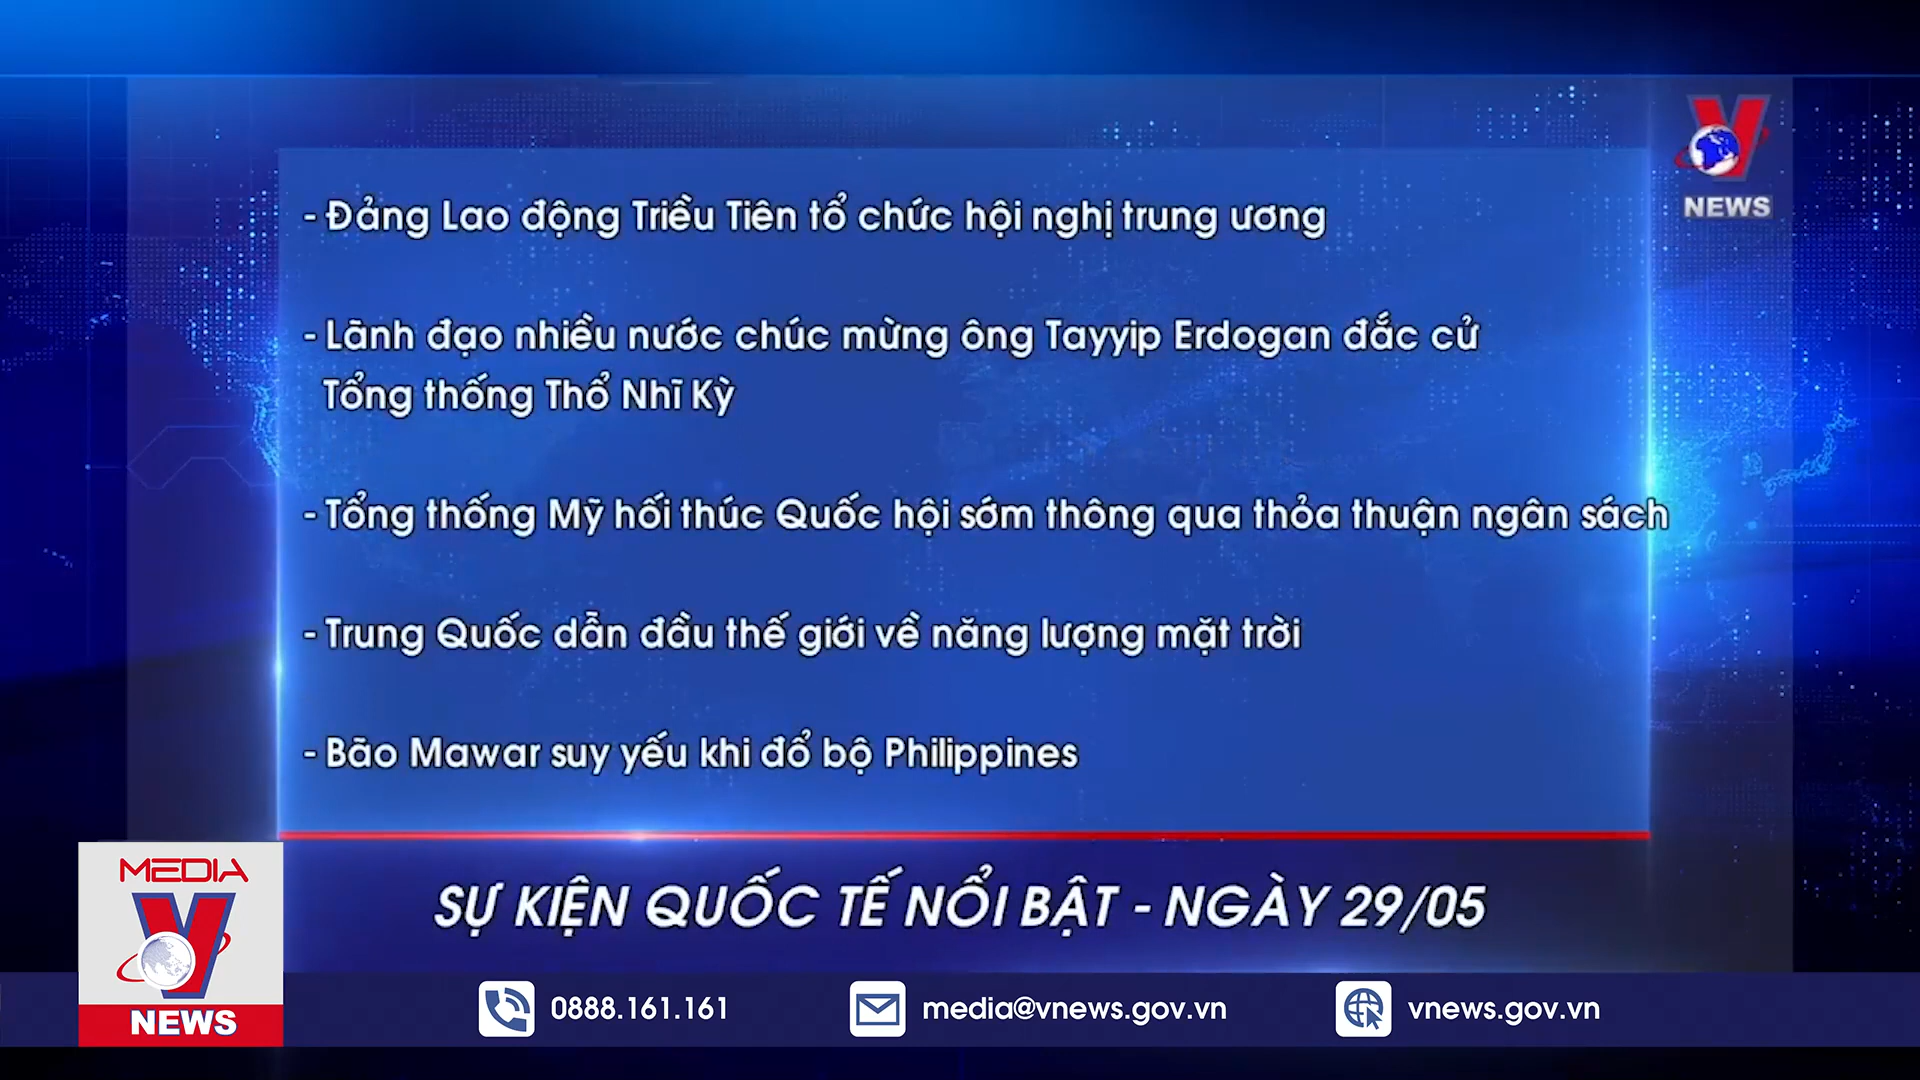 NEWS
- Đảng Lao động Triều Tiên tổ chức hội nghị trung ương
- Lãnh đạo nhiều nước chúc mừng ông Tayyip Erdogan đắc cử
Tổng thống Thổ Nhĩ Kỳ
- Tổng thống Mỹ hối thúc Quốc hội sớm thông qua thỏa thuận ngân sách
- Trung Quốc dẫn đầu thế giới về năng lượng mặt trời
- Bão Mawar suy yếu khi đổ bộ Philippines
SỰ KIỆN QUỐC TẾ NỔI BẬT - NGÀY 29/05
MEDIA
NEWS
0888.161.161
media@vnews.gov.vn
vnews.gov.vn